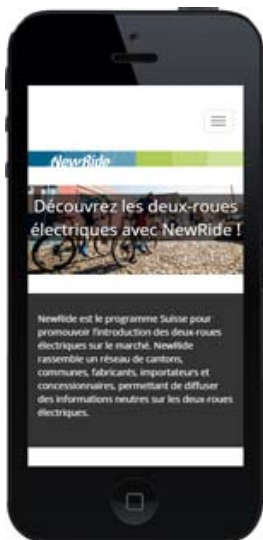 NewRide
Découvrez les deux-roues
électriques avec NewRide !
NewRide est le programme Suisse pour
promouvoir l'introduction des deux-roues
électriques sur le marché. NewRide
rassemble un réseau de cantons,
communes, fabricants, importateurs et
concessionnaires, permettant de diffuser
des informations neutres sur les deux-roues
électriques.